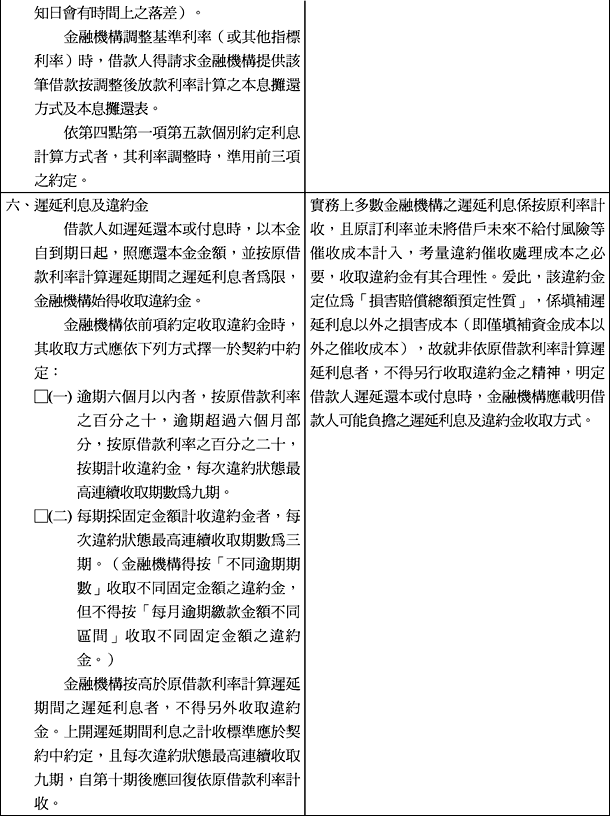 知日會有時間上之落差）。
金融機構調整基準利率（或其他指標
利率）時，借款人得請求金融機構提供該
筆借款按調整後放款利率計算之本息攤還
方式及本息攤還表。
依第四點第一項第五款個別約定利息
計算方式者，其利率調整時，準用前三項
之約定。
六、遲延利息及違約金
借款人如遲延還本或付息時，以本金
自到期日起，照應還本金金額，並按原借
款利率計算遲延期間之遲延利息者為限，
金融機構始得收取違約金。
金融機構依前項約定收取違約金時，
其收取方式應依下列方式擇一於契約中約
定：
□(一) 逾期六個月以內者，按原借款利率
之百分之十，逾期超過六個月部
分，按原借款利率之百分之二十，
按期計收違約金，每次違約狀態最
高連續收取期數為九期。
□(二) 每期採固定金額計收違約金者，每
次違約狀態最高連續收取期數為三
期。（金融機構得按「不同逾期期
數」收取不同固定金額之違約金，
但不得按「每月逾期繳款金額不同
區間」收取不同固定金額之違約
金。）
金融機構按高於原借款利率計算遲延
期間之遲延利息者，不得另外收取違約
金。上開遲延期間利息之計收標準應於契
約中約定，且每次違約狀態最高連續收取
九期，自第十期後應回復依原借款利率計
收。
實務上多數金融機構之遲延利息係按原利率計
收，且原訂利率並未將借戶未來不給付風險等
催收成本計入，考量違約催收處理成本之必
要，收取違約金有其合理性。爰此，該違約金
定位為「損害賠償總額預定性質」，係填補遲
延利息以外之損害成本（即僅填補資金成本以
外之催收成本），故就非依原借款利率計算遲
延利息者，不得另行收取違約金之精神，明定
借款人遲延還本或付息時，金融機構應載明借
款人可能負擔之遲延利息及違約金收取方式。